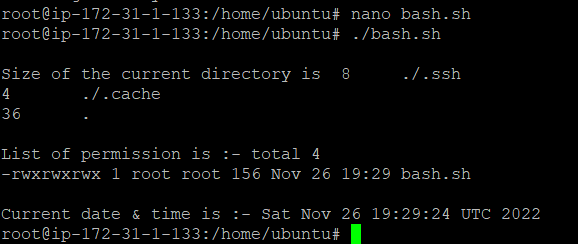 root@ip-172-31-1-133:/home/ubuntu# nano bash.sh
root@ip-172-31-1-133:/home/ubuntu# ./bash.sh
Size of the current directory is  8      ./.ssh
4       ./.cache
36      .
List of permission is :- total 4
-rwxrwxrwx 1 root root 156 Nov 26 19:29 bash.sh
Current date & time is :- Sat Nov 26 19:29:24 UTC 2022
root@ip-172-31-1-133:/home/ubuntu#